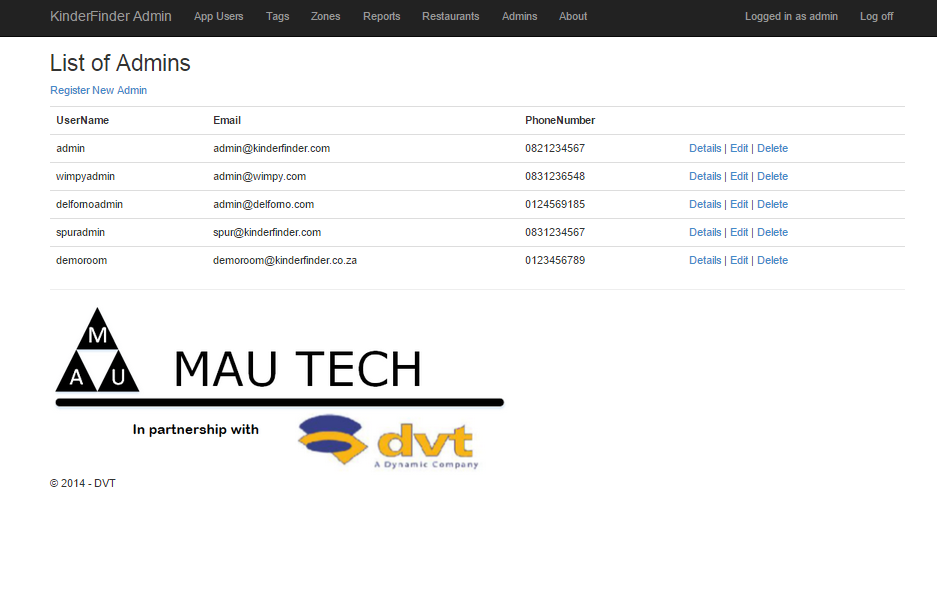 KinderFinder Admin App Users Tags Zones Reports Restaurants Admins About Logged in as admin Log off
List of Admins
Register New Admin
UserName Email PhoneNumber
admin admin@kinderfinder.com 0821234567 Details | Edit | Delete
wimpyadmin admin@wimpy.com 0831236548 Details | Edit | Delete
delfornoadmin admin@delforno.com 0124569185 Details | Edit | Delete
spuradmin spur@kinderfinder.com 0831234567 Details | Edit | Delete
demoroom demoroom@kinderfinder.co.za 0123456789 Details | Edit | Delete
M
A U MAU TECH
In partnership with dvt
A Dynamic Company
© 2014 - DVT